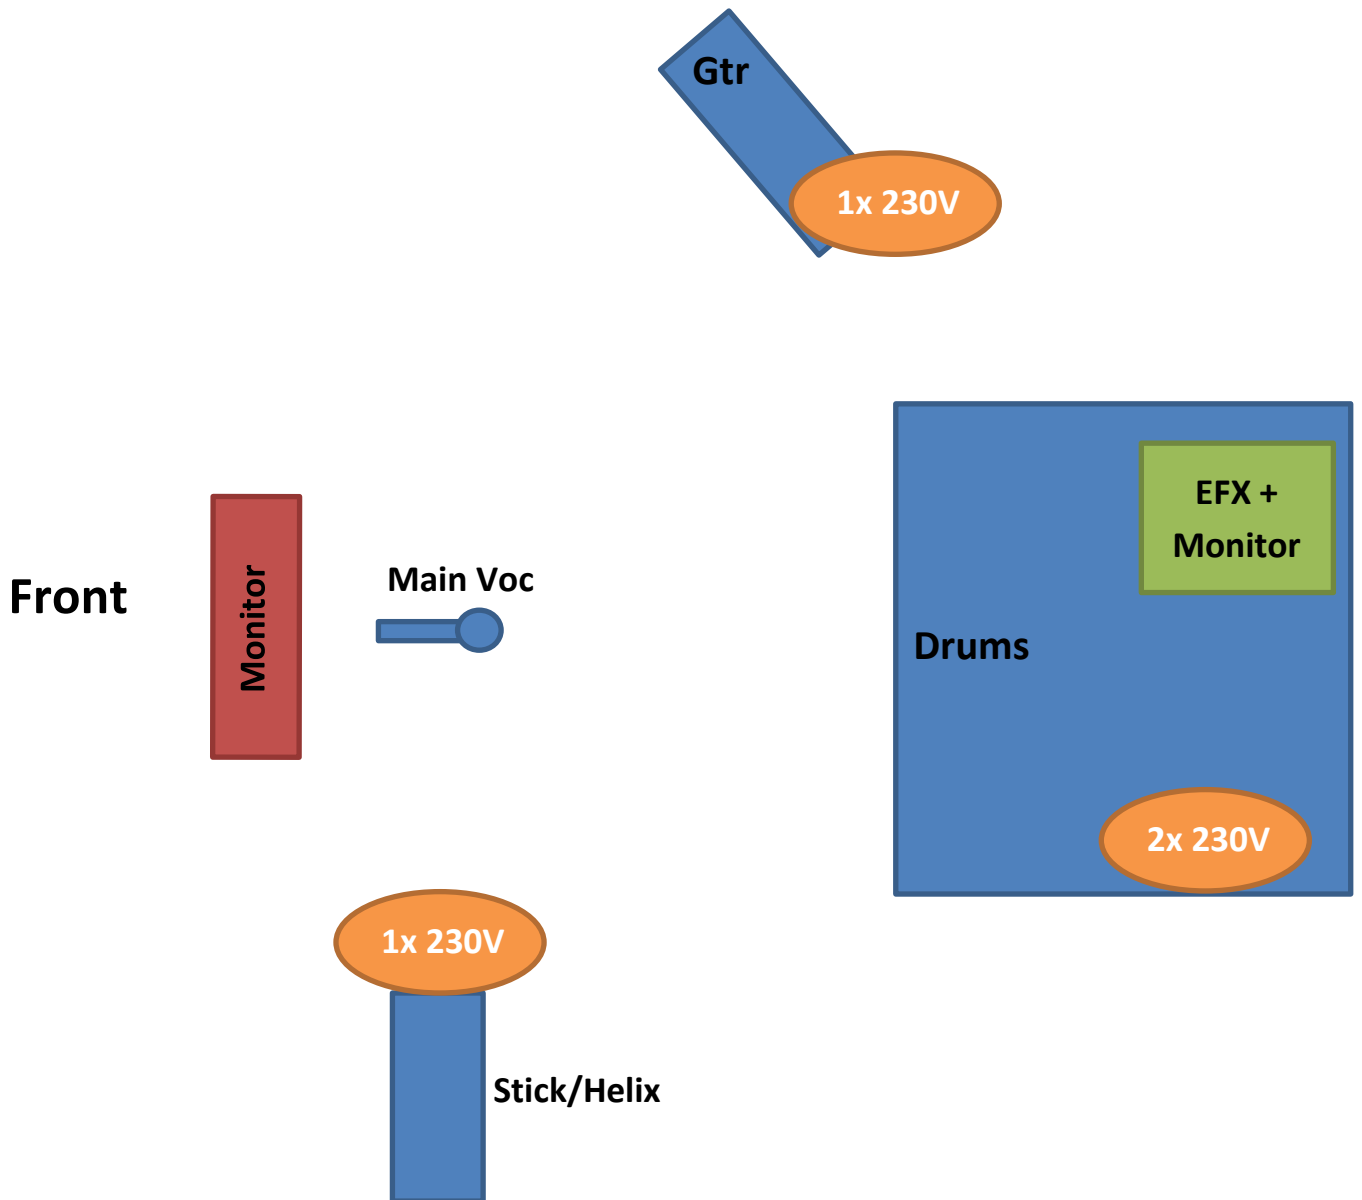 Gtr
1x 230V
EFX +
Monitor
Main Voc
Front
Monitor
Drums
2x 230V
1x 230V
Stick/Helix